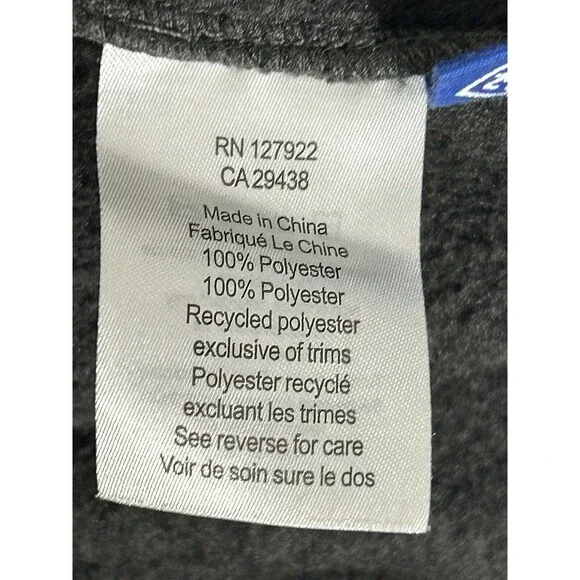 RN 127922
CA 29438
Made in China
Fabriqué Le Chine
100% Polyester
100% Polyester
Recycled polyester
exclusive of trims
Polyester recyclé
excluant les trimes
See reverse for care
Voir de soin sure le dos